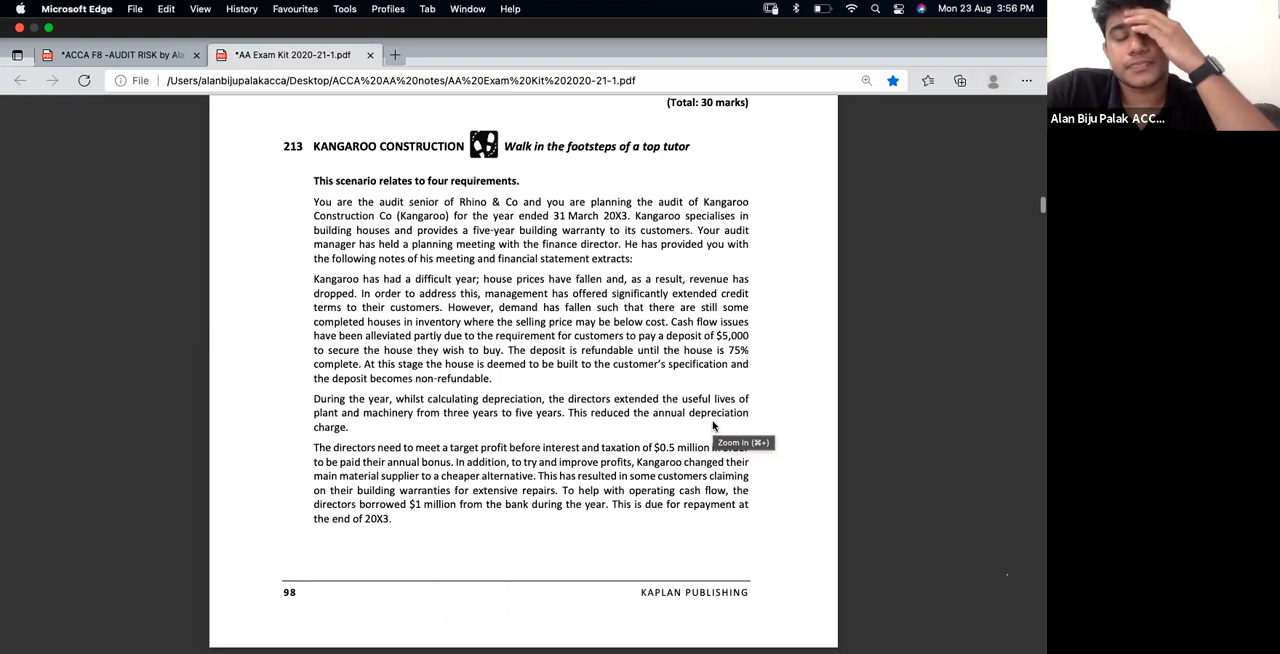 Microsoft Edge File Edit View History Favourites Tools Profiles Tab Window Help Mon 23 Aug 3:56 PM
*ACCA F8 -AUDIT RISK by Ala
*AA Exam Kit 2020-21-1.pdf
File /Users/alanbijupalakacca/Desktop/ACCA%20AA%20notes/AA%20Exam%20Kit%202020-21-1.pdf
Alan Biju Palak ACC...
(Total: 30 marks)
213 KANGAROO CONSTRUCTION Walk in the footsteps of a top tutor
This scenario relates to four requirements.
You are the audit senior of Rhino & Co and you are planning the audit of Kangaroo
Construction Co (Kangaroo) for the year ended 31 March 20X3. Kangaroo specialises in
building houses and provides a five-year building warranty to its customers. Your audit
manager has held a planning meeting with the finance director. He has provided you with
the following notes of his meeting and financial statement extracts:
Kangaroo has had a difficult year; house prices have fallen and, as a result, revenue has
dropped. In order to address this, management has offered significantly extended credit
terms to their customers. However, demand has fallen such that there are still some
completed houses in inventory where the selling price may be below cost. Cash flow issues
have been alleviated partly due to the requirement for customers to pay a deposit of $5,000
to secure the house they wish to buy. The deposit is refundable until the house is 75%
complete. At this stage the house is deemed to be built to the customer's specification and
the deposit becomes non-refundable.
During the year, whilst calculating depreciation, the directors extended the useful lives of
plant and machinery from three years to five years. This reduced the annual depreciation
charge.
Zoom in (⌘+)
The directors need to meet a target profit before interest and taxation of $0.5 million
to be paid their annual bonus. In addition, to try and improve profits, Kangaroo changed their
main material supplier to a cheaper alternative. This has resulted in some customers claiming
on their building warranties for extensive repairs. To help with operating cash flow, the
directors borrowed $1 million from the bank during the year. This is due for repayment at
the end of 20X3.
98 KAPLAN PUBLISHING